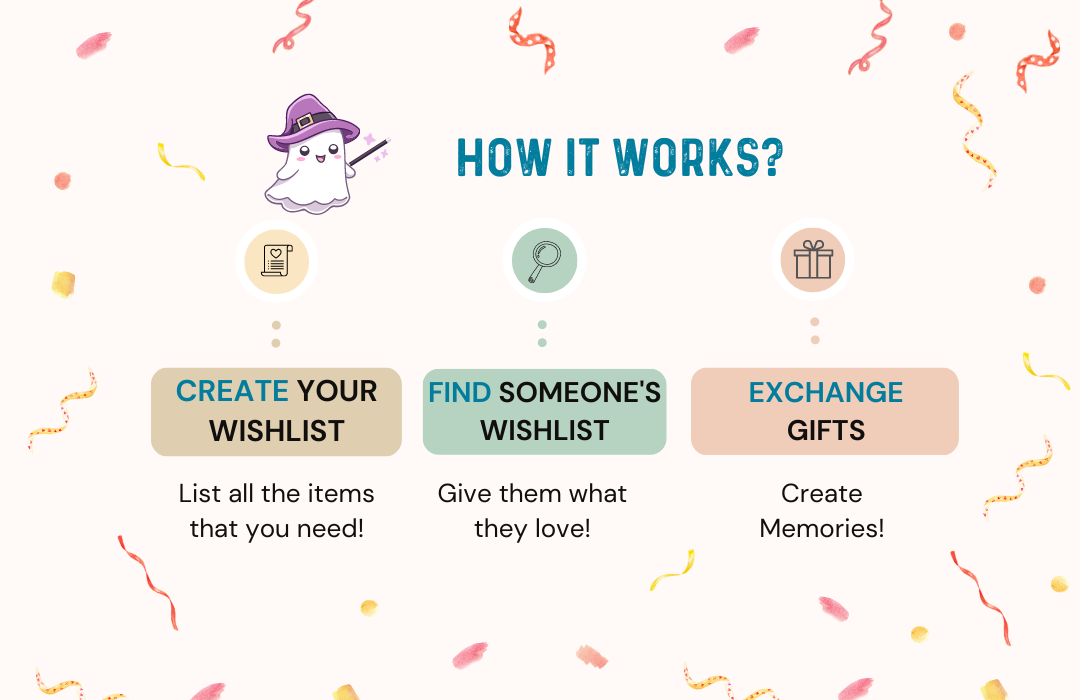 HOW IT WORKS?
CREATE YOUR
WISHLIST
List all the items
that you need!
FIND SOMEONE'S
WISHLIST
Give them what
they love!
EXCHANGE
GIFTS
Create
Memories!